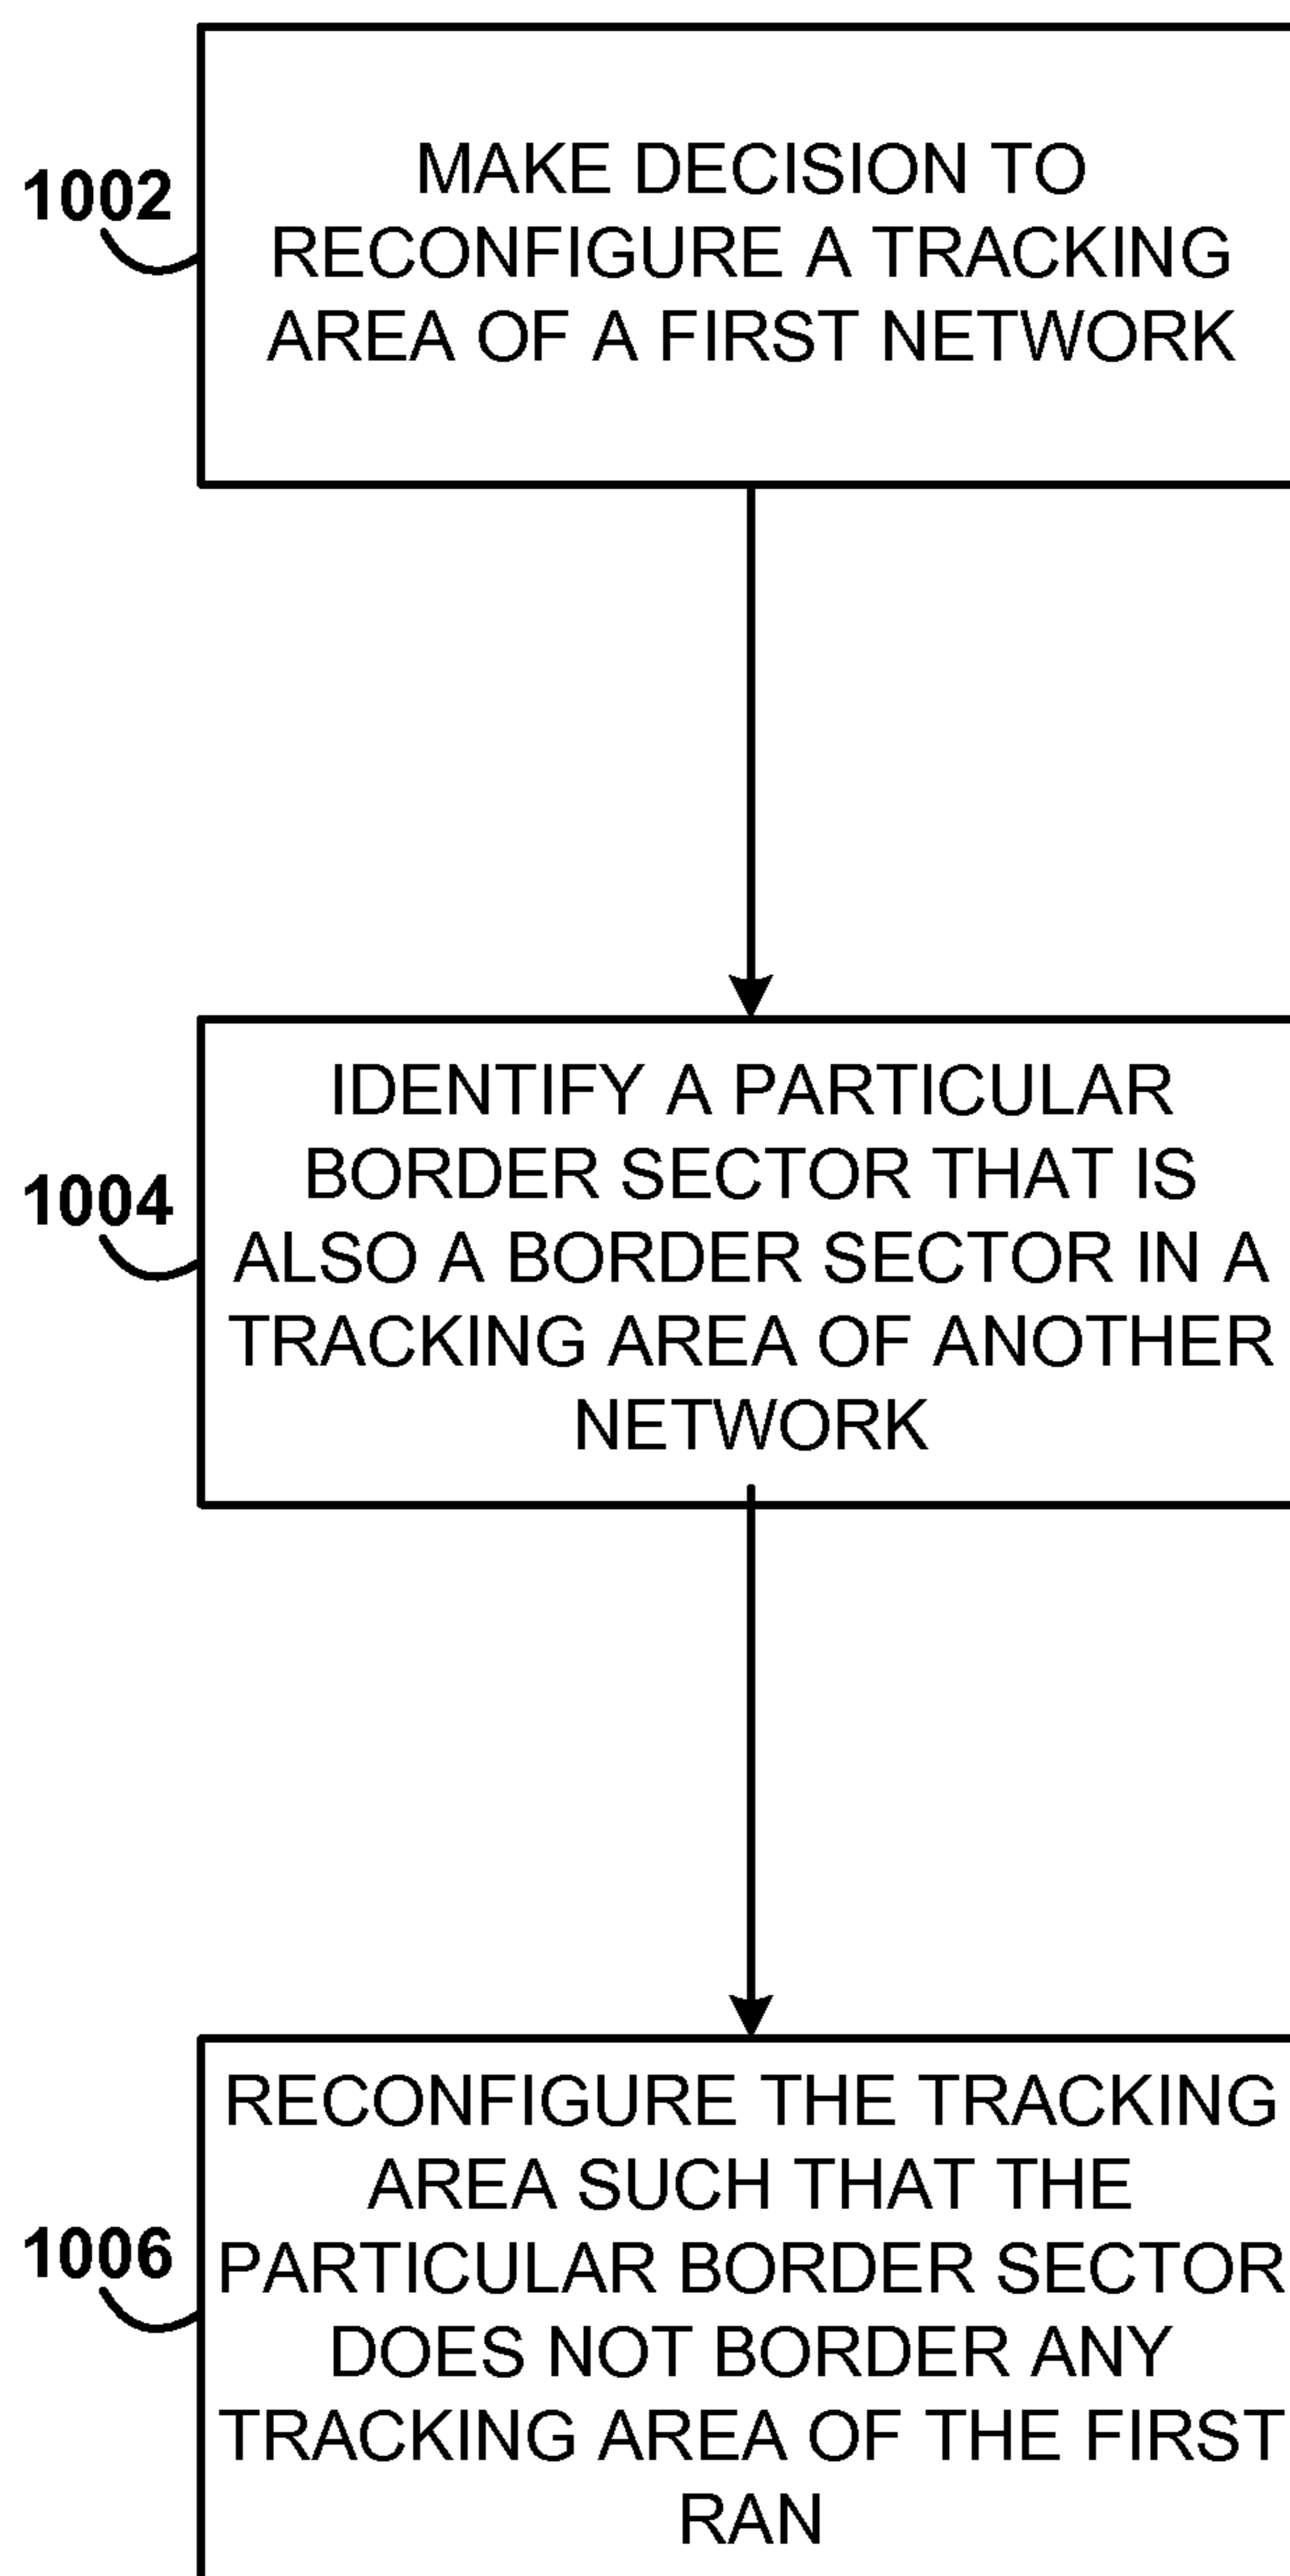 1002
MAKE DECISION TO
RECONFIGURE A TRACKING
AREA OF A FIRST NETWORK
1004
IDENTIFY A PARTICULAR
BORDER SECTOR THAT IS
ALSO A BORDER SECTOR IN A
TRACKING AREA OF ANOTHER
NETWORK
1006
RECONFIGURE THE TRACKING
AREA SUCH THAT THE
PARTICULAR BORDER SECTOR
DOES NOT BORDER ANY
TRACKING AREA OF THE FIRST
RAN